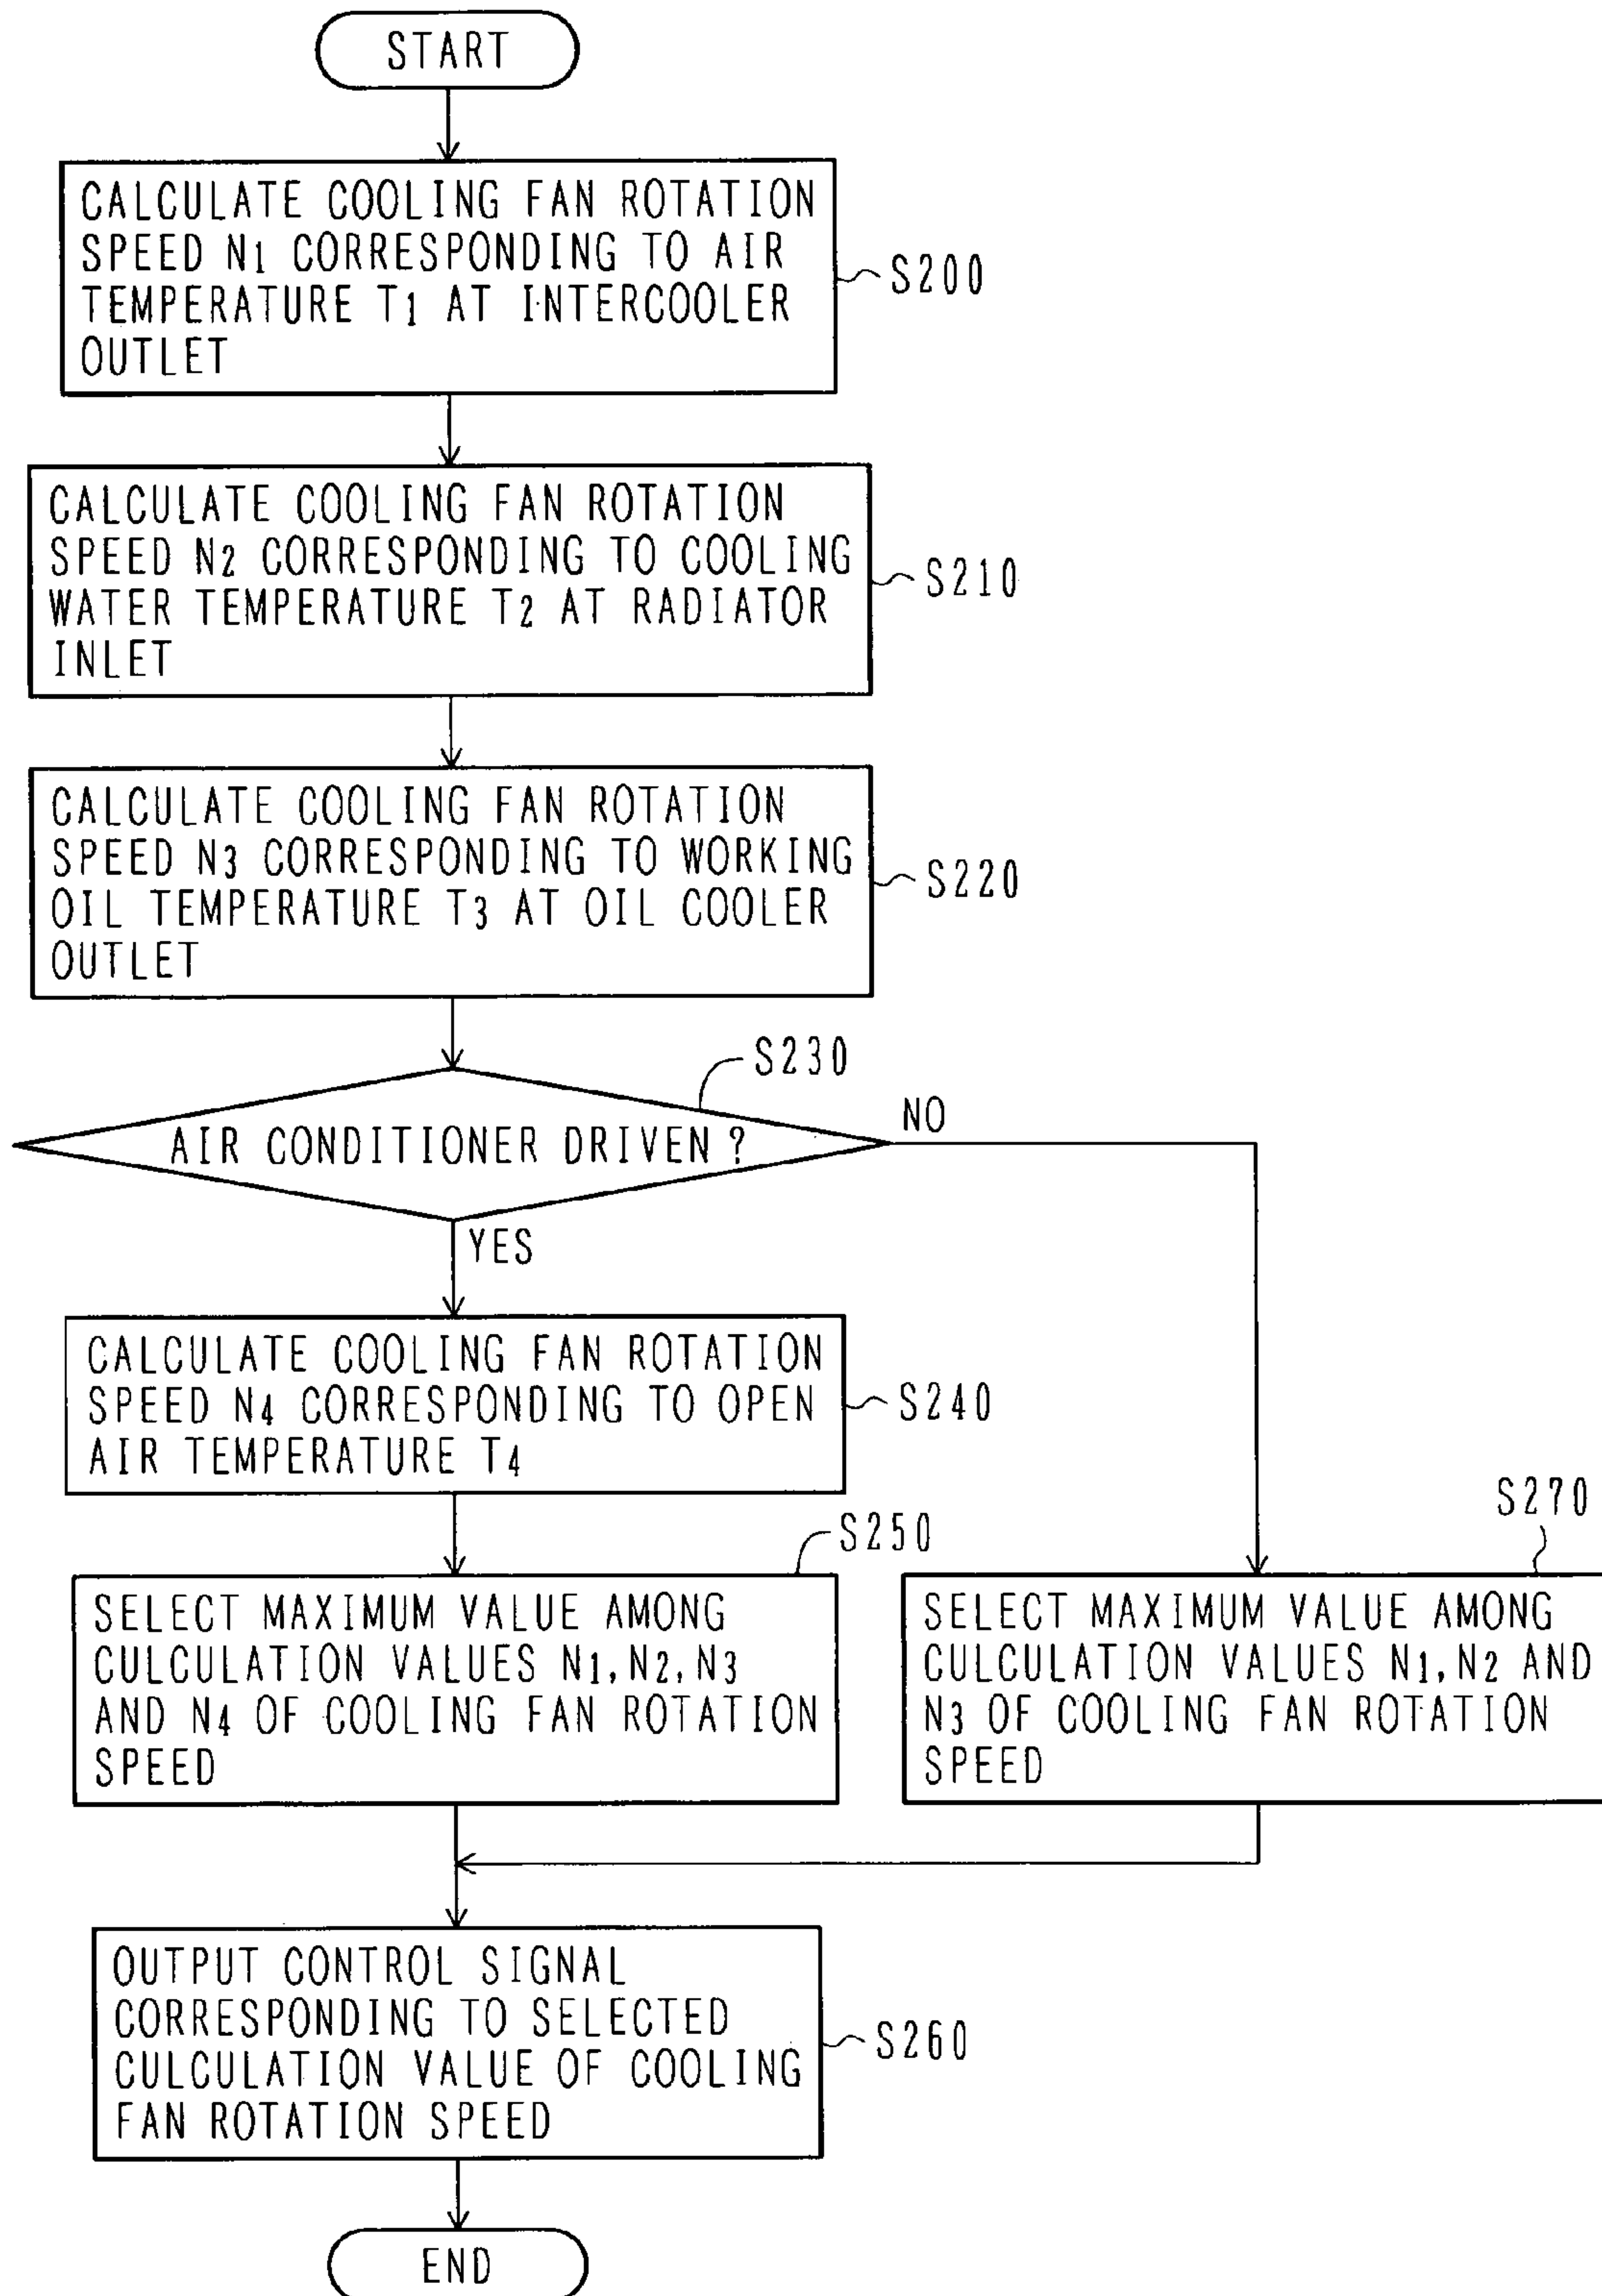 START
CALCULATE COOLING FAN ROTATION
SPEED N1 CORRESPONDING TO AIR
TEMPERATURE T1 AT INTERCOOLER
OUTLET
S200
CALCULATE COOLING FAN ROTATION
SPEED N2 CORRESPONDING TO COOLING
WATER TEMPERATURE T2 AT RADIATOR
INLET
S210
CALCULATE COOLING FAN ROTATION
SPEED N3 CORRESPONDING TO WORKING
OIL TEMPERATURE T3 AT OIL COOLER
OUTLET
S220
S230
AIR CONDITIONER DRIVEN?
NO
YES
CALCULATE COOLING FAN ROTATION
SPEED N4 CORRESPONDING TO OPEN
AIR TEMPERATURE T4
S240
S250
SELECT MAXIMUM VALUE AMONG
CULCULATION VALUES N1, N2, N3
AND N4 OF COOLING FAN ROTATION
SPEED
S270
SELECT MAXIMUM VALUE AMONG
CULCULATION VALUES N1, N2 AND
N3 OF COOLING FAN ROTATION
SPEED
OUTPUT CONTROL SIGNAL
CORRESPONDING TO SELECTED
CULCULATION VALUE OF COOLING
FAN ROTATION SPEED
S260
END